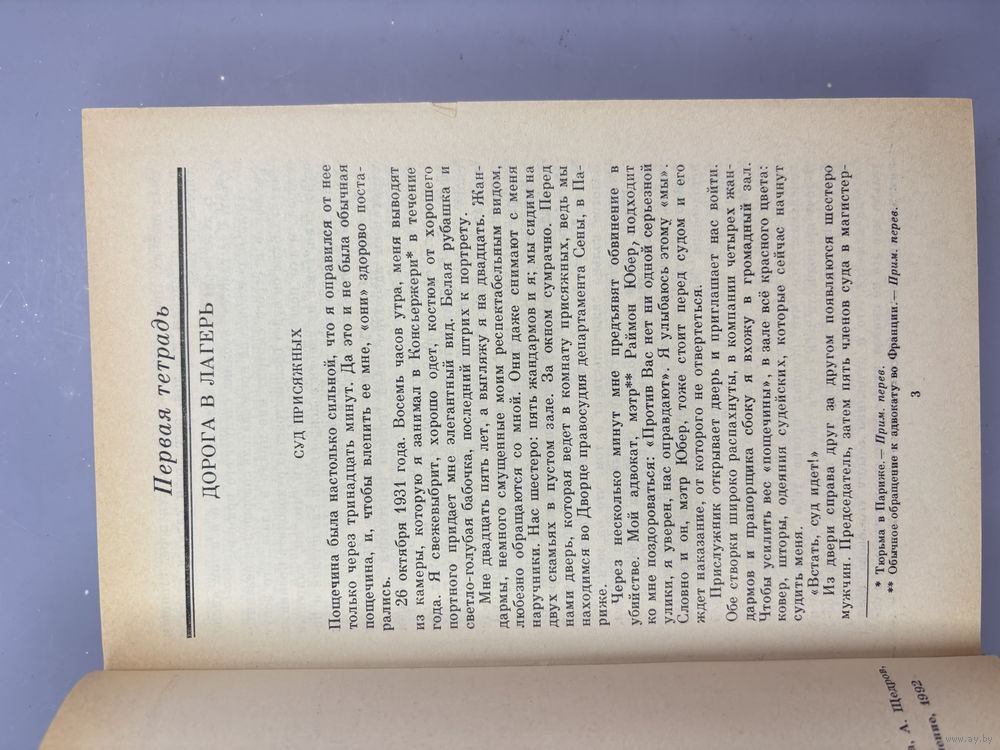 Первая тетрадь
ДОРОГА В ЛАГЕРЬ
СУД ПРИСЯЖНЫХ
Пощечина была настолько сильной, что я оправился от нее
только через тринадцать минут. Да это и не была обычная
пощечина, и, чтобы влепить ее мне, «они» здорово поста-
рались.
26 октября 1931 года. Восемь часов утра, меня выводят
из камеры, которую я занимал в Консьержери* в течение
года. Я свежевыбрит, хорошо одет, костюм от хорошего
портного придает мне элегантный вид. Белая рубашка и
светло-голубая бабочка, последний штрих к портрету.
Мне двадцать пять лет, а выгляжу я на двадцать. Жан-
дармы, немного смущенные моим респектабельным видом,
любезно обращаются со мной. Они даже снимают с меня
наручники. Нас шестеро: пять жандармов и я; мы сидим на
двух скамьях в пустом зале. За окном сумрачно. Перед
нами дверь, которая ведет в комнату присяжных, ведь мы
находимся во Дворце правосудия департамента Сены, в Па-
риже.
Через несколько минут мне предъявят обвинение в
убийстве. Мой адвокат, мэтр** Раймон Юбер, подходит
ко мне поздороваться: «Против Вас нет ни одной серьезной
улики, я уверен, нас оправдают». Я улыбаюсь этому «мы».
Словно и он, мэтр Юбер, тоже стоит перед судом и его
ждет наказание, от которого не отвертеться.
Прислужник открывает дверь и приглашает нас войти.
Обе створки широко распахнуты, в компании четырех жан-
дармов и прапорщика сбоку я вхожу в громадный зал.
Чтобы усилить вес «пощечины», в зале всё красного цвета:
ковер, шторы, одеяния судейских, которые сейчас начнут
судить меня.
«Встать, суд идет!»
Из двери справа друг за другом появляются шестеро
мужчин. Председатель, затем пять членов суда в магистер-
* Тюрьма в Париже.— Прим. перев.
** Обычное обращение к адвокату во Франции.— Прим. перев.
3
А. Щедров,
ение, 1992
www.ay.by